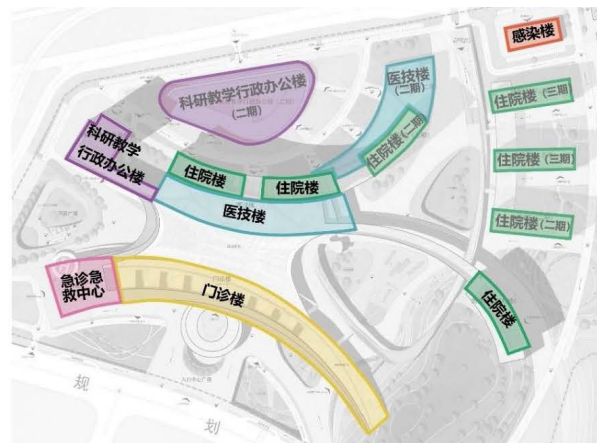 感染楼
科研教学行政办公楼
(二期)
医技楼
(二期)
住院楼(三期
住院楼(二期)
科研教学
行政办公楼
住院楼
住院楼
住院楼(三期)
医技楼
住院楼(二期)
急诊急
救中心
门诊楼
住院楼
规
划